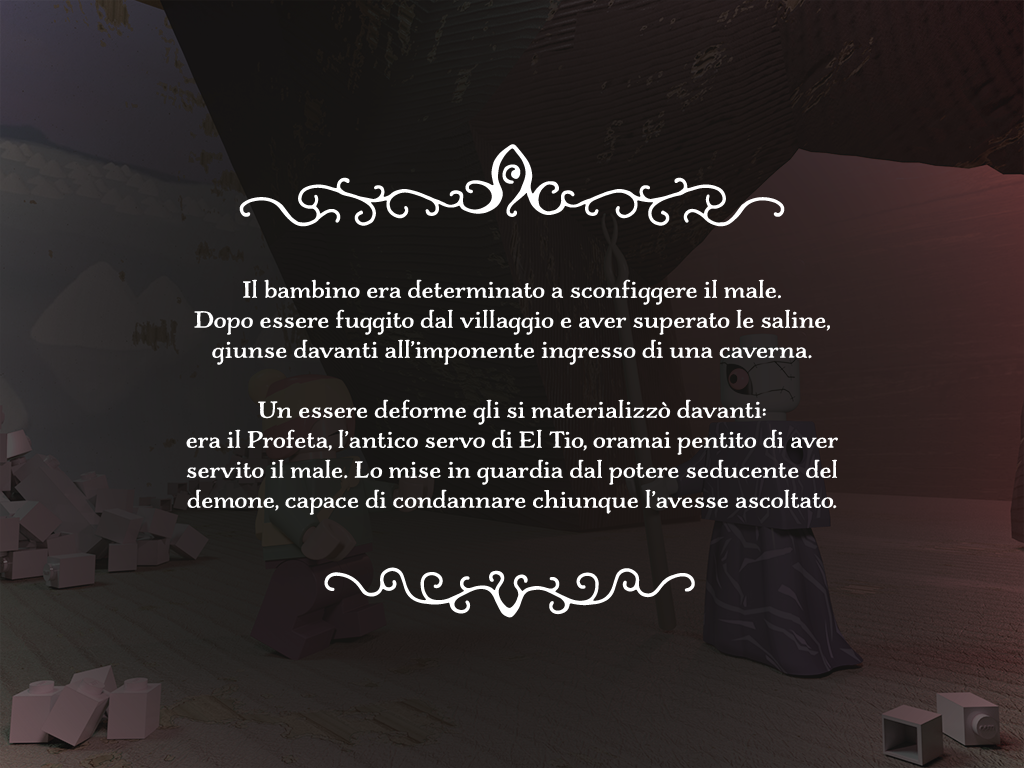 Il bambino era determinato a sconfiggere il male.
Dopo essere fuggito dal villaggio e aver superato le saline,
giunse davanti all'imponente ingresso di una caverna.
Un essere deforme gli si materializzò davanti:
era il Profeta, l'antico servo di El Tio, oramai pentito di aver
servito il male. Lo mise in guardia dal potere seducente del
demone, capace di condannare chiunque l'avesse ascoltato.